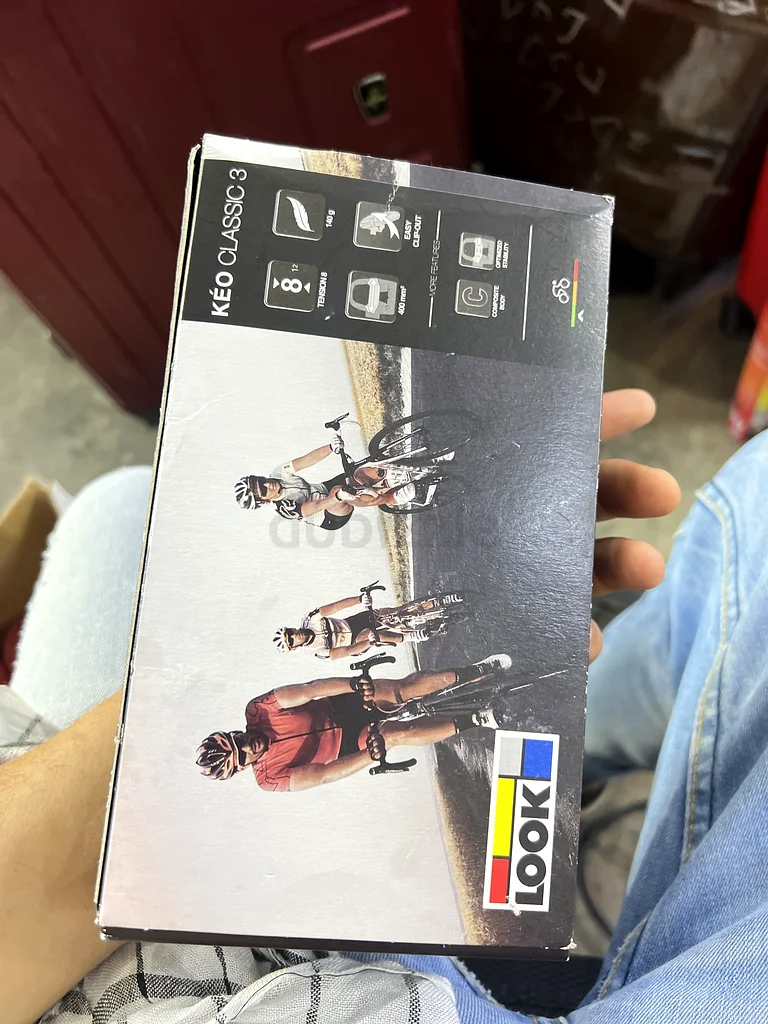 KÉO CLASSIC 3
8 12
TENSION 8
140 g
400 mm²
EASY
CLIP-OUT
MORE FEATURES
C
COMPOSITE
BODY
OPTIMIZED
STABILITY
LOOK